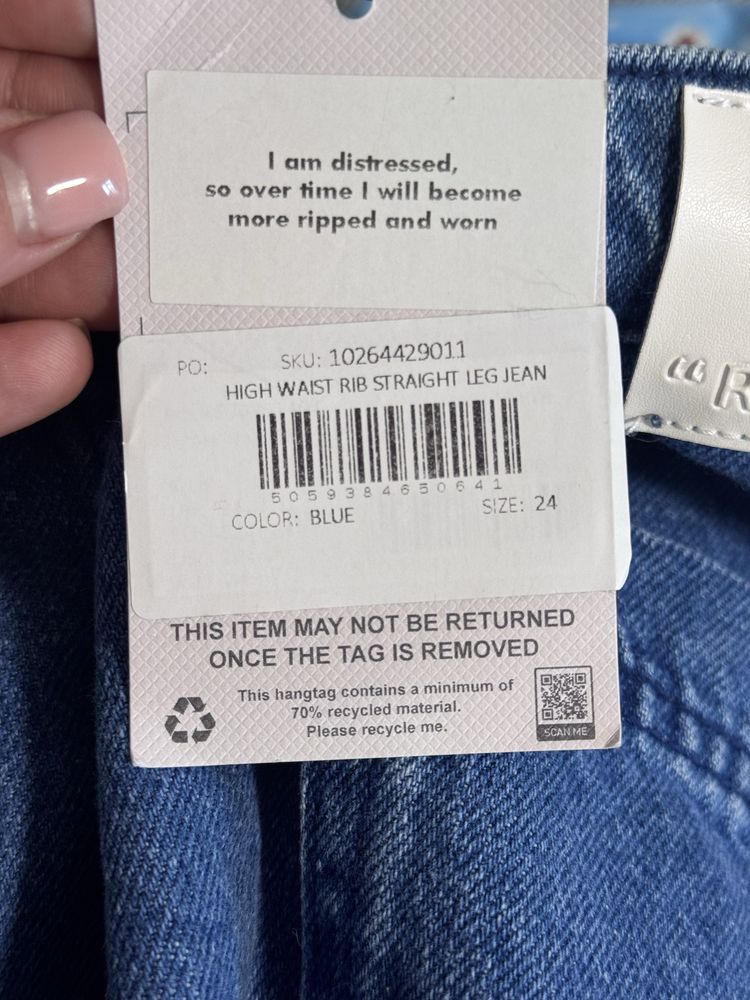 I am distressed,
so over time I will become
more ripped and worn
PO:
SKU: 10264429011
HIGH WAIST RIB STRAIGHT LEG JEAN
5059384650641
COLOR: BLUE
SIZE: 24
THIS ITEM MAY NOT BE RETURNED
ONCE THE TAG IS REMOVED
This hangtag contains a minimum of
70% recycled material.
Please recycle me.
SCAN ME